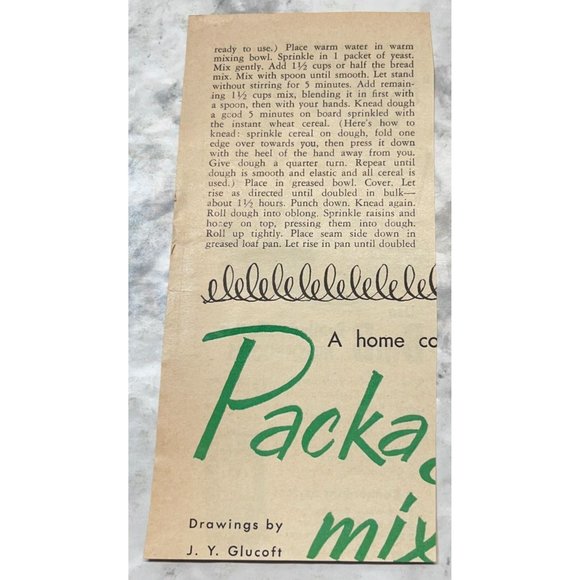 ready to use.) Place warm water in warm
mixing bowl. Sprinkle in 1 packet of yeast.
Mix gently. Add 1½ cups or half the bread
mix. Mix with spoon until smooth. Let stand
without stirring for 5 minutes. Add remain-
ing 1½ cups mix, blending it in first with
a spoon, then with your hands. Knead dough
a good 5 minutes on board sprinkled with
the instant wheat cereal. (Here's how to
knead: sprinkle cereal on dough, fold one
edge over towards you, then press it down
with the heel of the hand away from you.
Give dough a quarter turn. Repeat until
dough is smooth and elastic and all cereal is
used.) Place in greased bowl. Cover. Let
rise as directed until doubled in bulk—
about 1½ hours. Punch down. Knead again.
Roll dough into oblong. Sprinkle raisins and
honey on top, pressing them into dough.
Roll up tightly. Place seam side down in
greased loaf pan. Let rise in pan until doubled
A home co
Packa
mix
Drawings by
J. Y. Glucoft